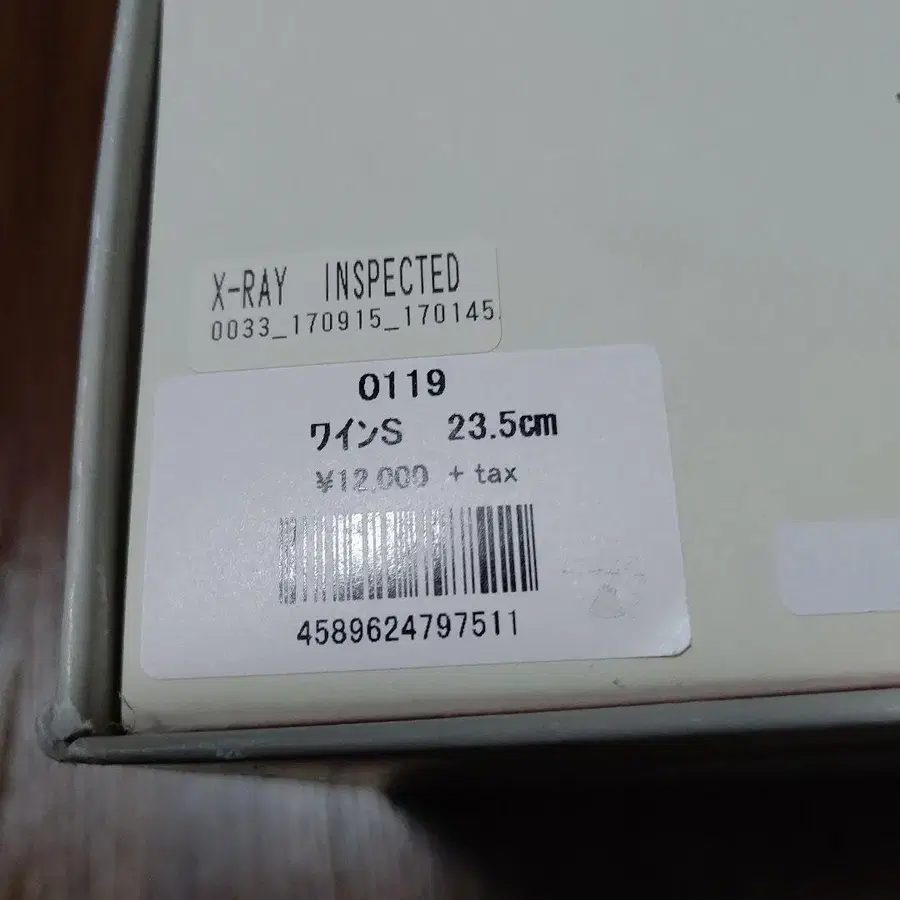 X-RAY INSPECTED
0033_170915_170145
0119
ワインS 23.5cm
¥12,000 + tax
4589624797511